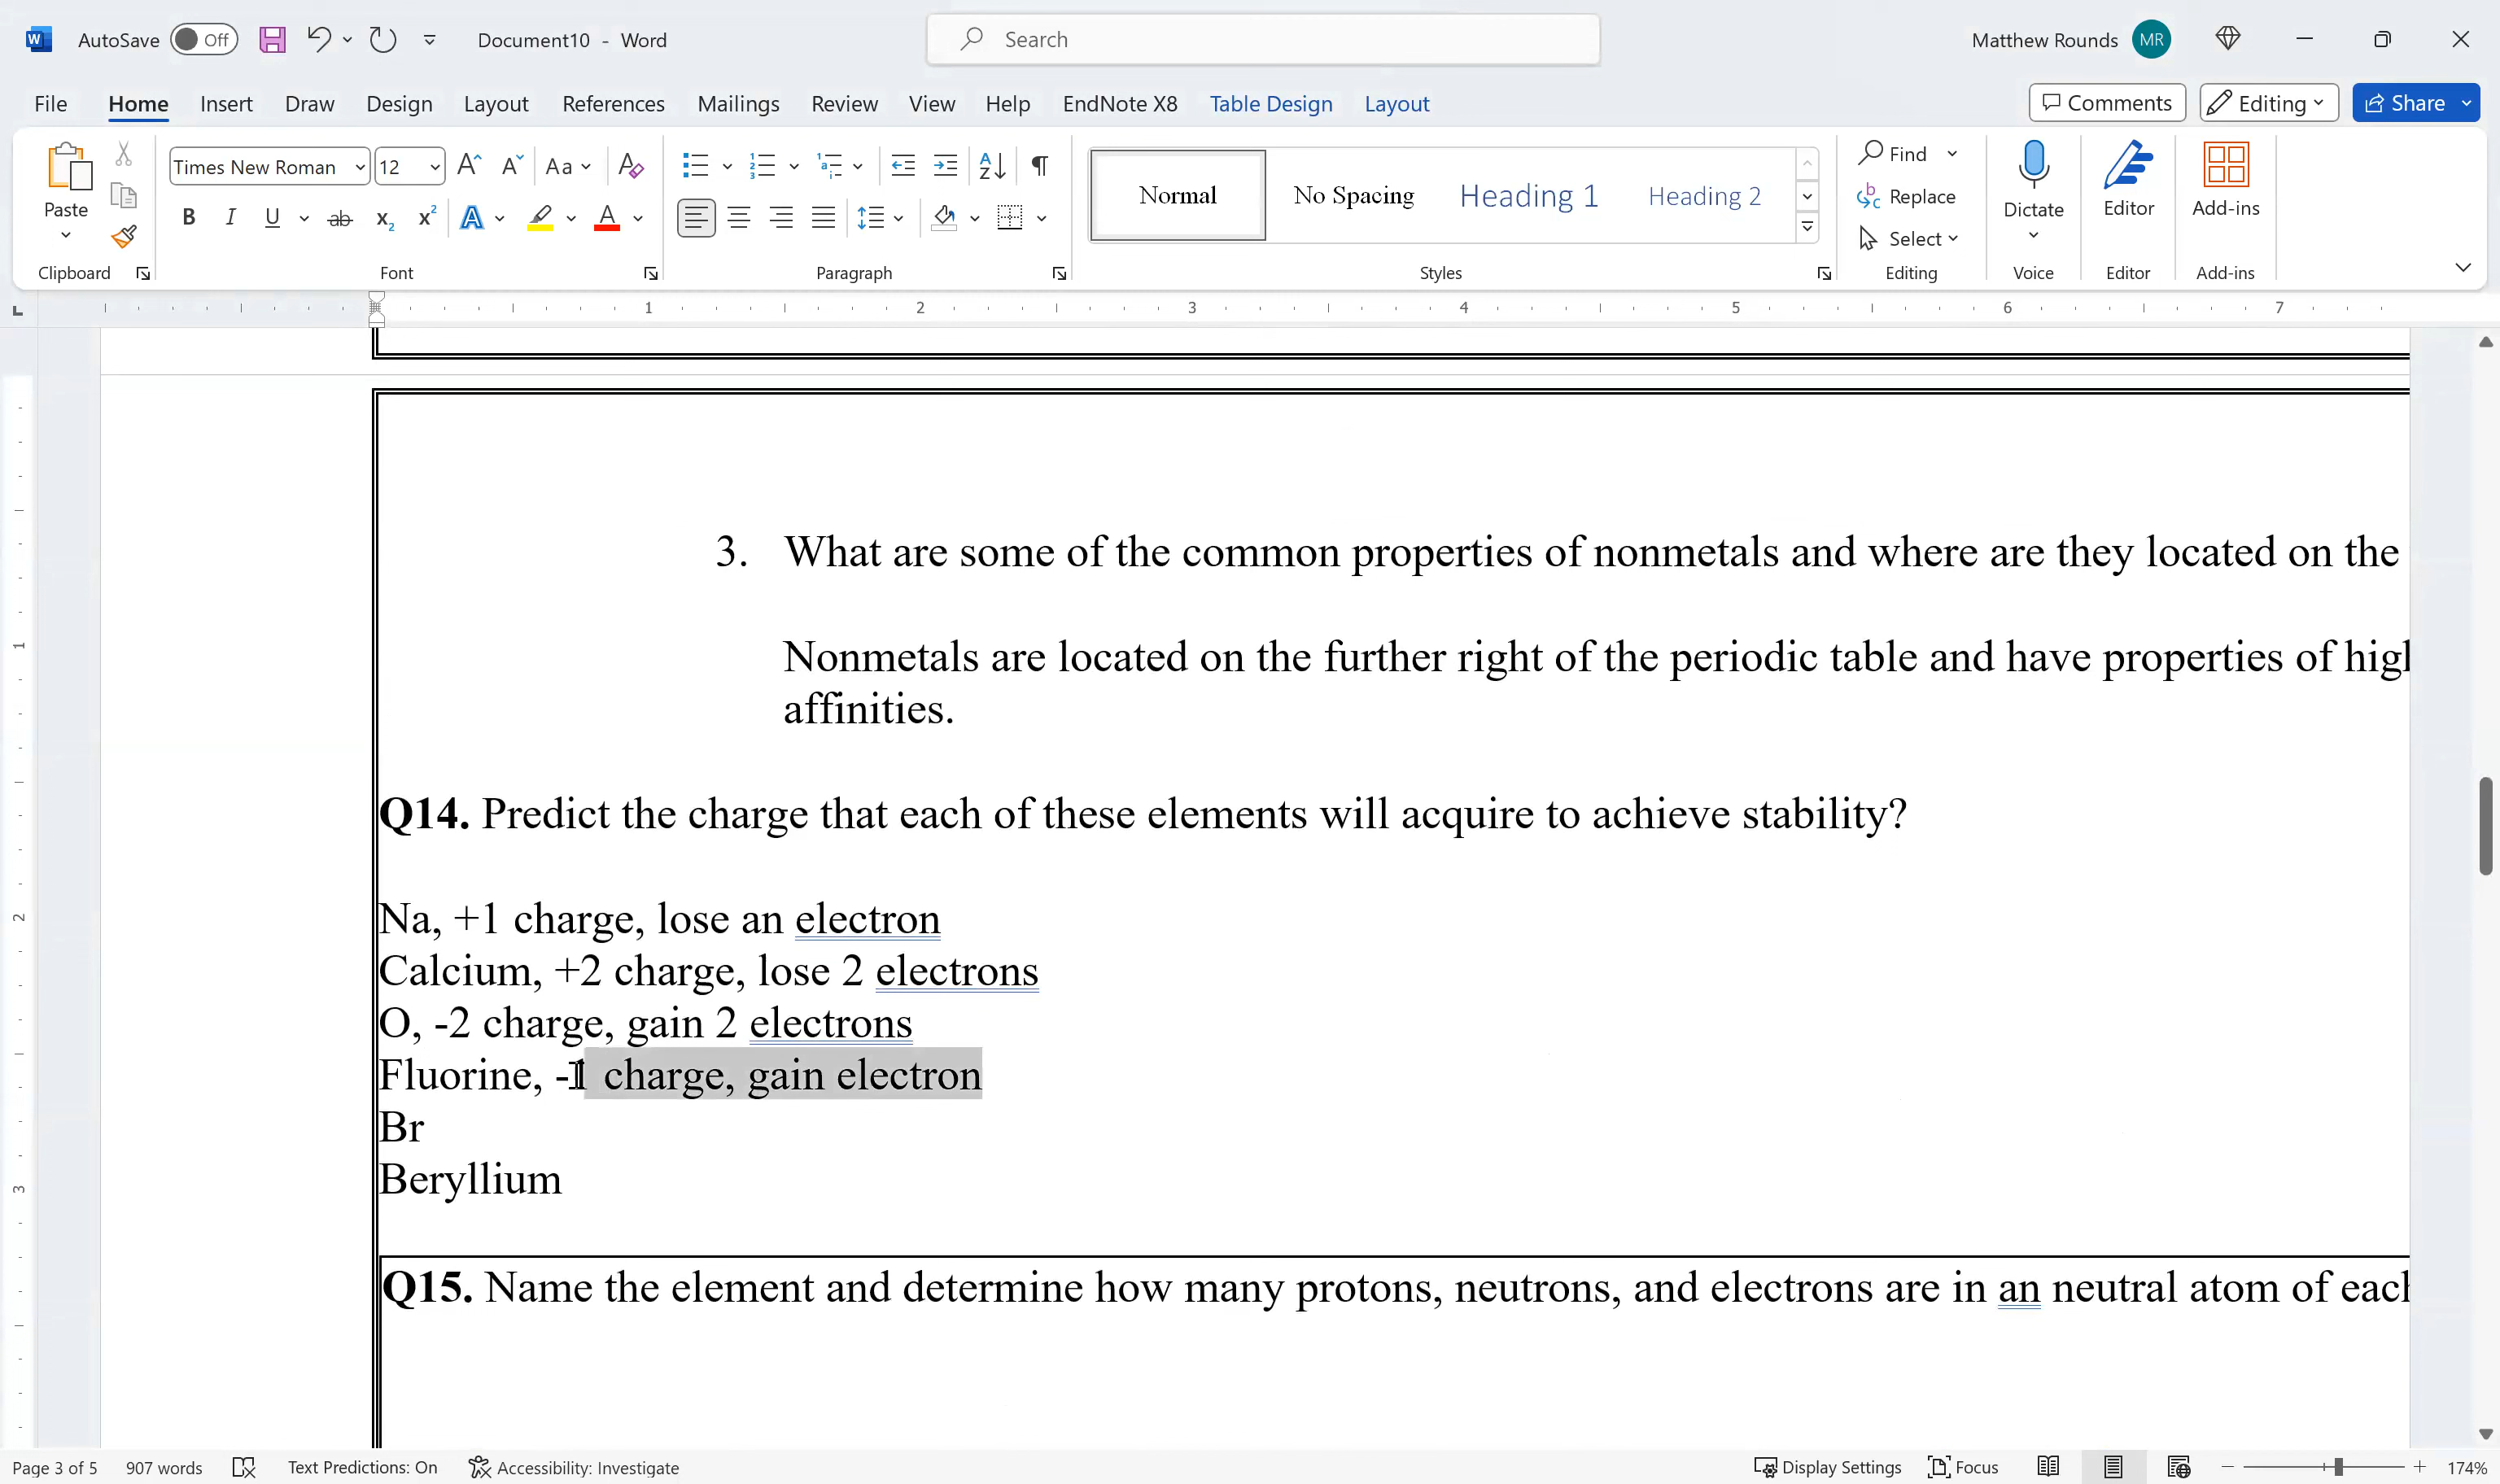 AutoSave Off Document10 - Word Search Matthew Rounds MR
File Home Insert Draw Design Layout References Mailings Review View Help EndNote X8 Table Design Layout Comments Editing Share
Paste Times New Roman 12 Aa Normal No Spacing Heading 1 Heading 2 Find Replace Select Dictate Editor Add-ins
Clipboard Font Paragraph Styles Editing Voice Editor Add-ins
1 2 3 4 5 6 7
3. What are some of the common properties of nonmetals and where are they located on the
Nonmetals are located on the further right of the periodic table and have properties of
affinities.
Q14. Predict the charge that each of these elements will acquire to achieve stability?
Na, +1 charge, lose an electron
Calcium, +2 charge, lose 2 electrons
O, -2 charge, gain 2 electrons
Fluorine, -1 charge, gain electron
Br
Beryllium
Q15. Name the element and determine how many protons, neutrons, and electrons are in an neutral atom of
Page 3 of 5 907 words Text Predictions: On Accessibility: Investigate Display Settings Focus 174%